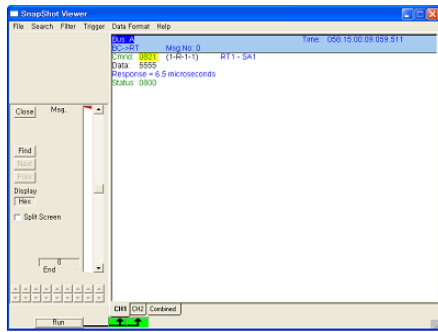 SnapShot Viewer
File Search Filter Trigger Data Format Help
Bus: A Time: 058:15:00:09:059.511
BC->RT Msg No: 0
Cmnd: 0821 (1-R-1-1) RT1 - SA1
Data: 5555
Response = 6.5 microseconds
Status: 0800
Close Msg.
Find
Next
Prev
Display
Hex
Split Screen
0
End
CH1 CH2 Combined
Run